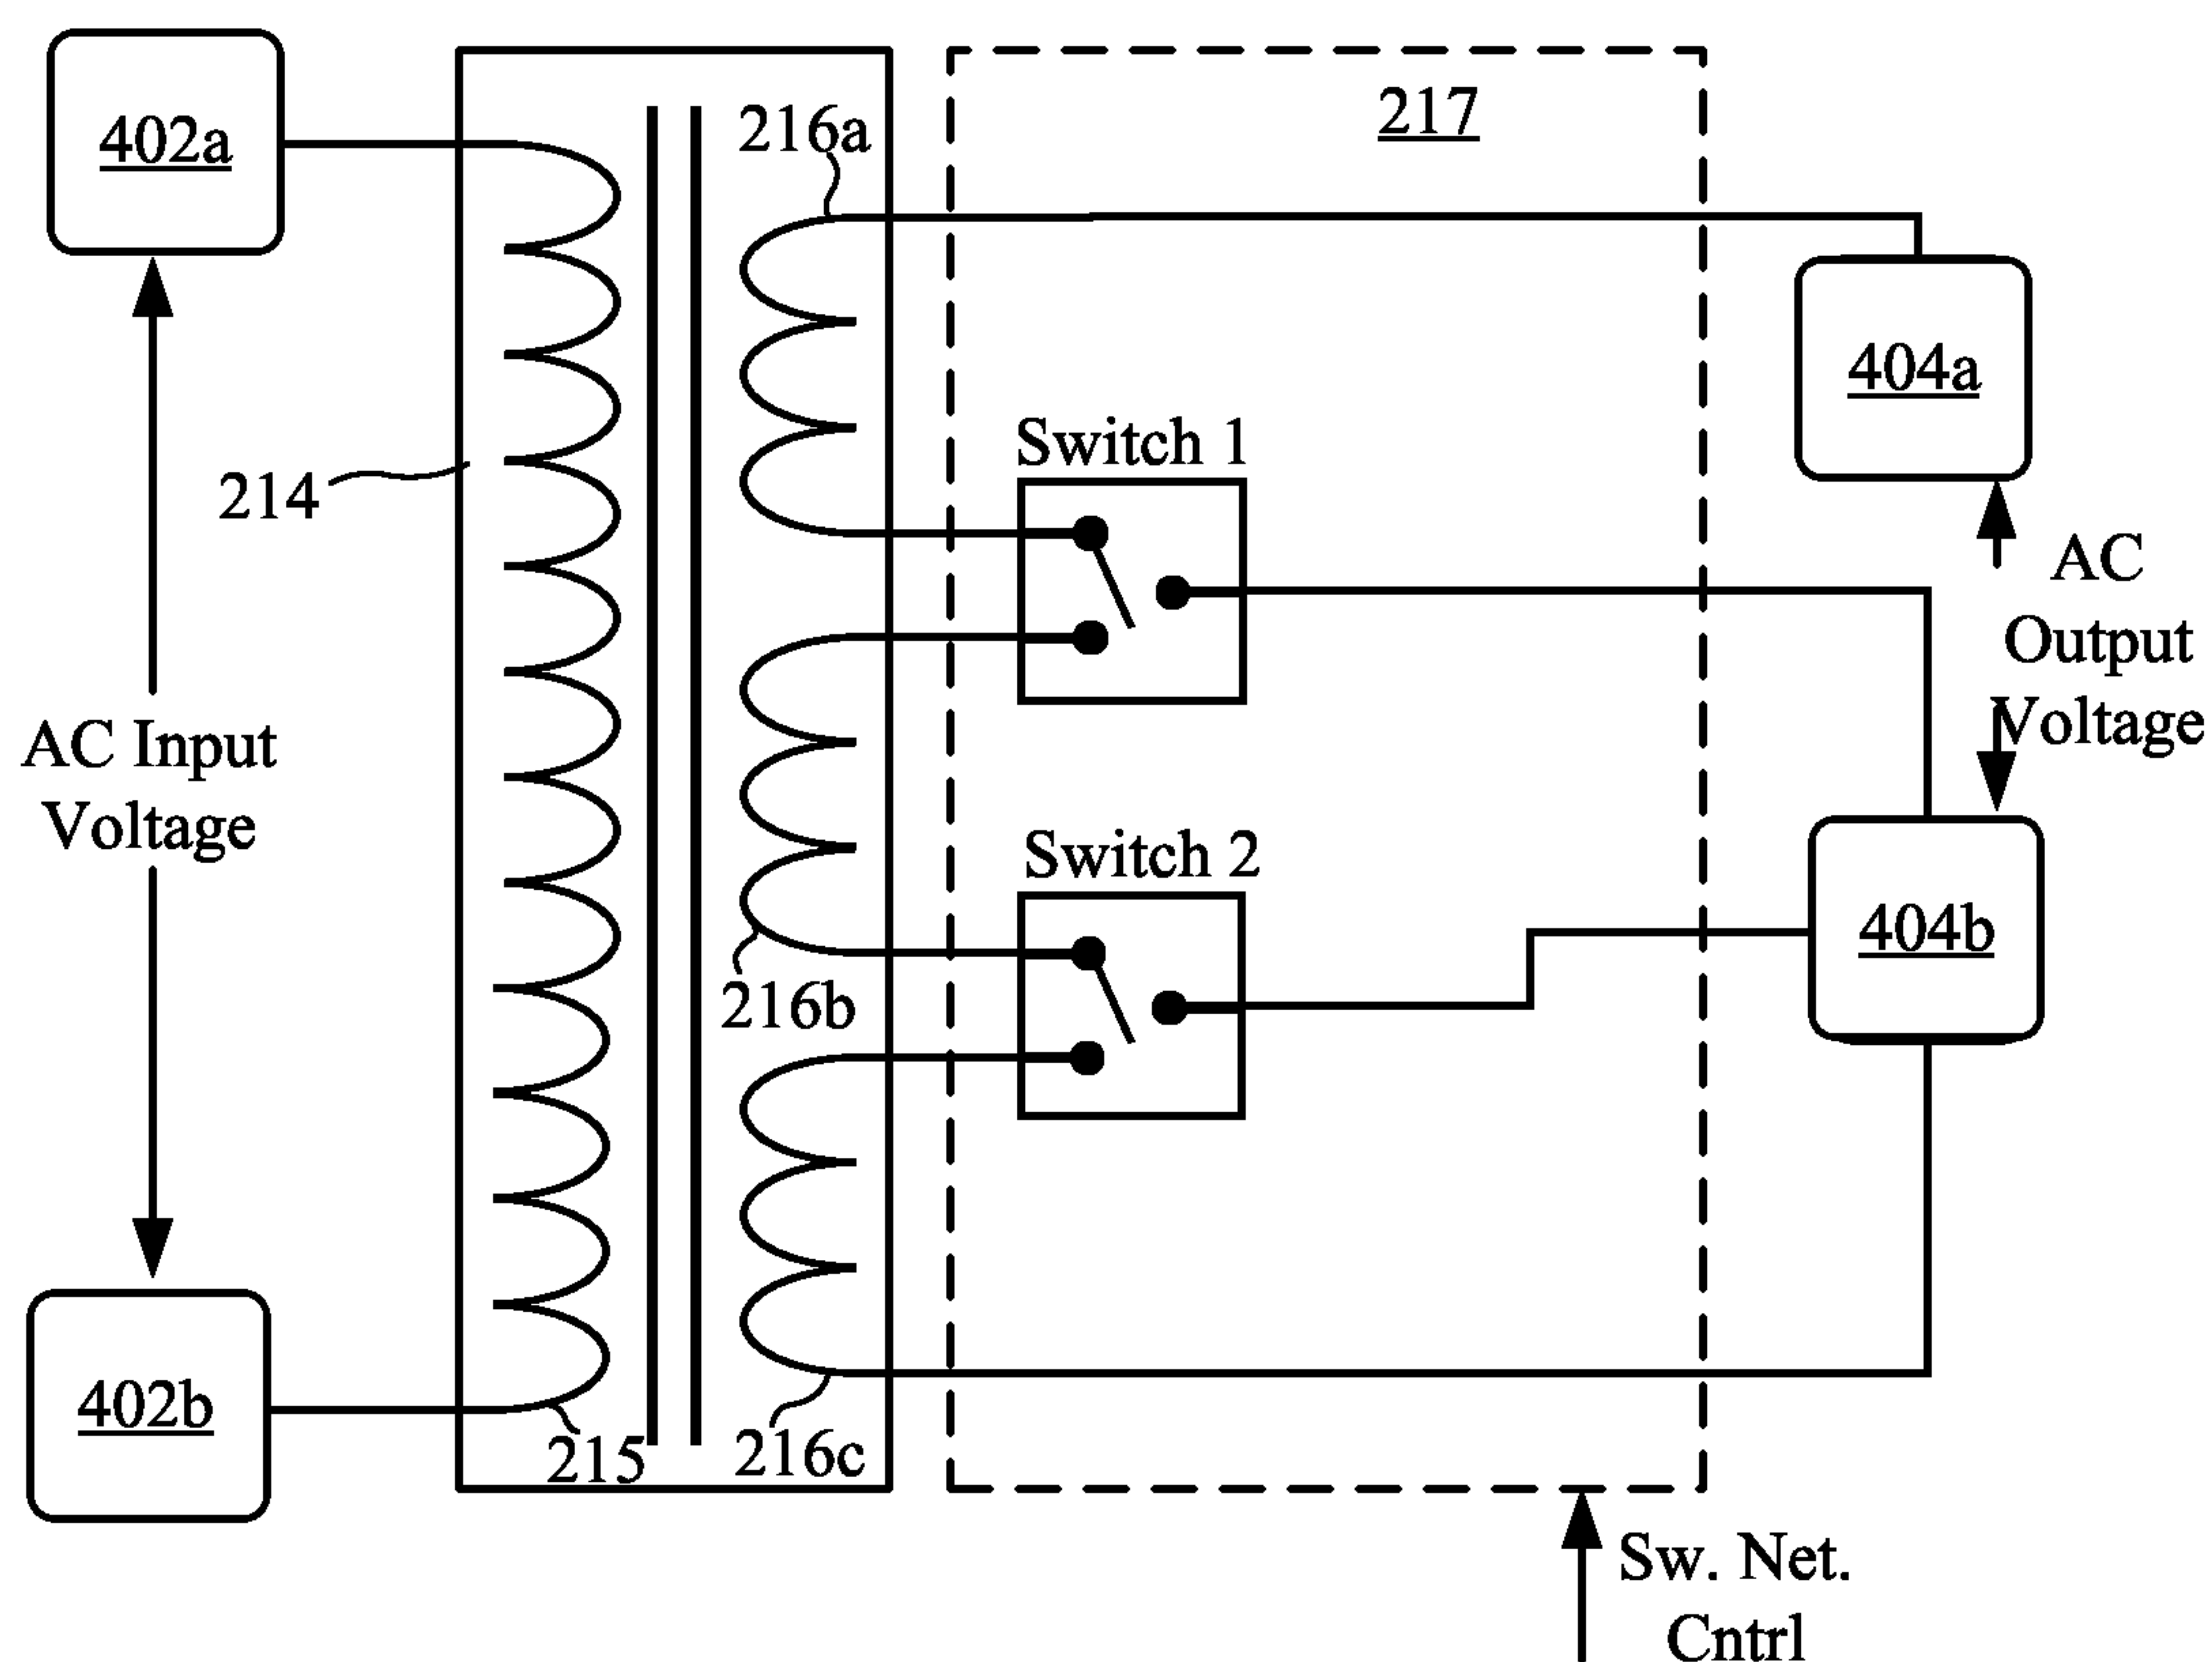 402a
216a
217
404a
Switch 1
214
AC
Output
Voltage
AC Input
Voltage
Switch 2
404b
216b
402b
215
216c
Sw. Net.
Cntrl